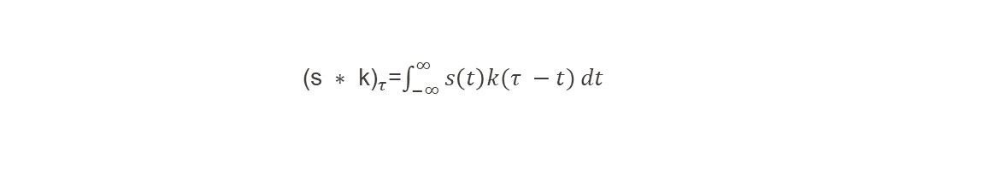 (s * k)τ=∫_{−∞}^{∞} s(t)k(τ − t) dt